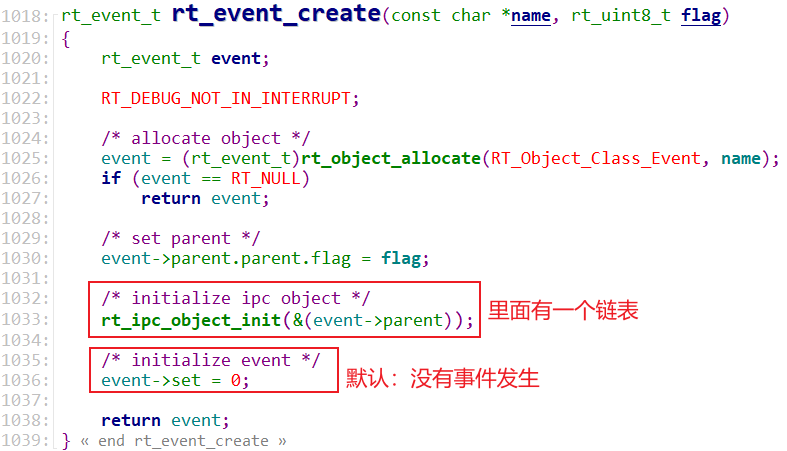 1018: rt_event_t rt_event_create(const char *name, rt_uint8_t flag)
1019: {
1020:     rt_event_t event;
1021:
1022:     RT_DEBUG_NOT_IN_INTERRUPT;
1023:
1024:     /* allocate object */
1025:     event = (rt_event_t)rt_object_allocate(RT_Object_Class_Event, name);
1026:     if (event == RT_NULL)
1027:         return event;
1028:
1029:     /* set parent */
1030:     event->parent.parent.flag = flag;
1031:
1032:     /* initialize ipc object */
1033:     rt_ipc_object_init(&(event->parent)); 里面有一个链表
1034:
1035:     /* initialize event */
1036:     event->set = 0; 默认：没有事件发生
1037:
1038:     return event;
1039: } « end rt_event_create »